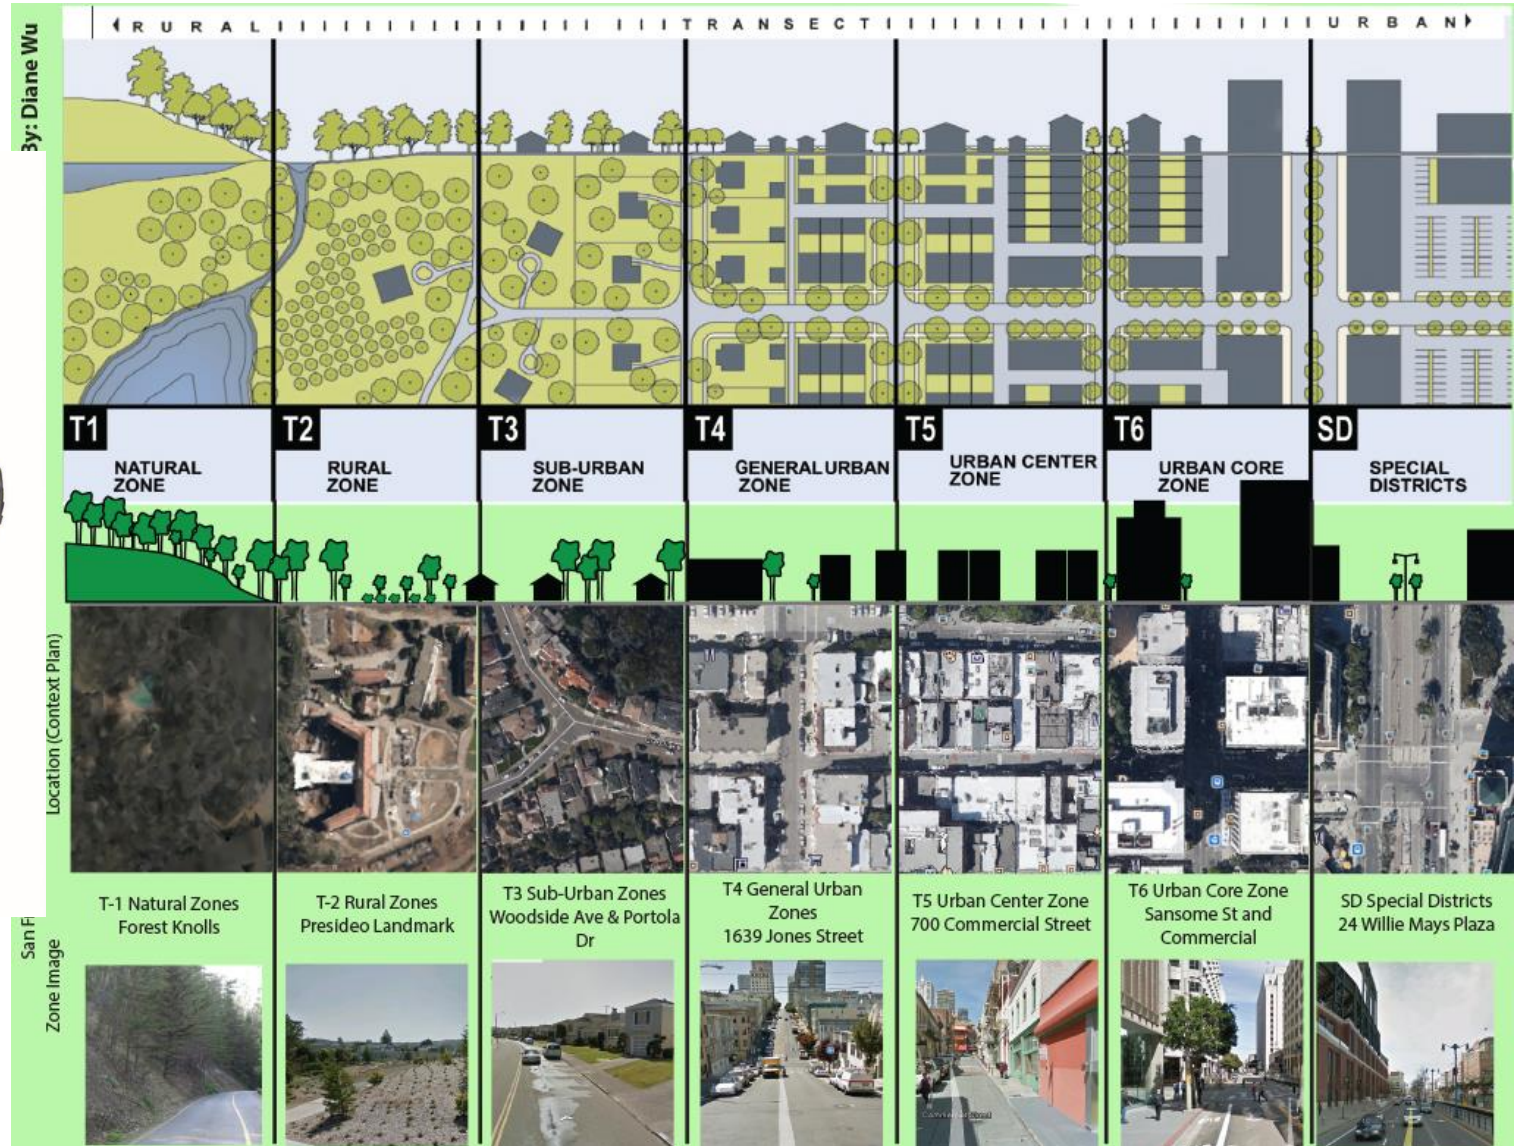 By: Diane Wu
RURAL TRANSECT URBAN
T1
NATURAL
ZONE
T2
RURAL
ZONE
T3
SUB-URBAN
ZONE
T4
GENERAL URBAN
ZONE
T5
URBAN CENTER
ZONE
T6
URBAN CORE
ZONE
SD
SPECIAL
DISTRICTS
Location (Context Plan)
T-1 Natural Zones
Forest Knolls
T-2 Rural Zones
Presideo Landmark
T3 Sub-Urban Zones
Woodside Ave & Portola
Dr
T4 General Urban
Zones
1639 Jones Street
T5 Urban Center Zone
700 Commercial Street
T6 Urban Core Zone
Sansome St and
Commercial
SD Special Districts
24 Willie Mays Plaza
San
Zone Image
Commercial Street